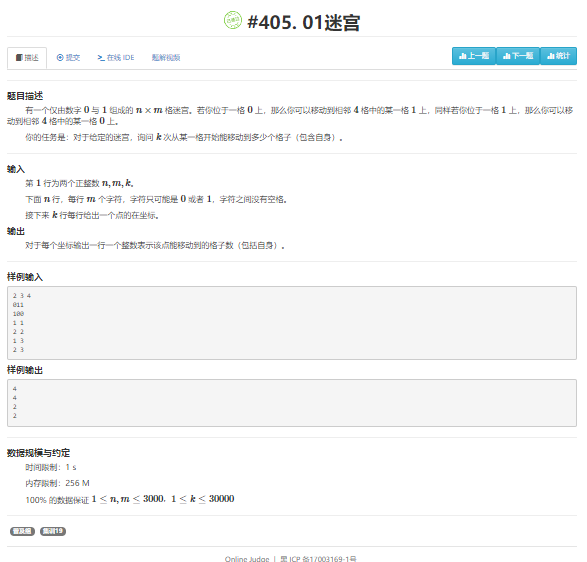 #405. 01迷宫
描述 提交 在线 IDE 题解视频
上一题 下一题 统计
题目描述
有一个仅由数字 0 与 1 组成的 n × m 格迷宫。若你位于一格 0 上，那么你可以移动到相邻 4 格中的某一格 1 上，同样若你位于一格 1 上，那么你可以移
动到相邻 4 格中的某一格 0 上。
你的任务是：对于给定的迷宫，询问 k 次从某一格开始能移动到多少个格子（包含自身）。
输入
第 1 行为两个正整数 n, m, k。
下面 n 行，每行 m 个字符，字符只可能是 0 或者 1，字符之间没有空格。
接下来 k 行每行给出一个点的在坐标。
输出
对于每个坐标输出一行一个整数表示该点能移动到的格子数（包括自身）。
样例输入
2 3 4
011
100
1 1
2 2
1 3
2 3
样例输出
4
4
2
2
数据规模与约定
时间限制：1 s
内存限制：256 M
100% 的数据保证 1 ≤ n, m ≤ 3000，1 ≤ k ≤ 30000
普及组 集训19
Online Judge | 黑 ICP 备17003169-1号